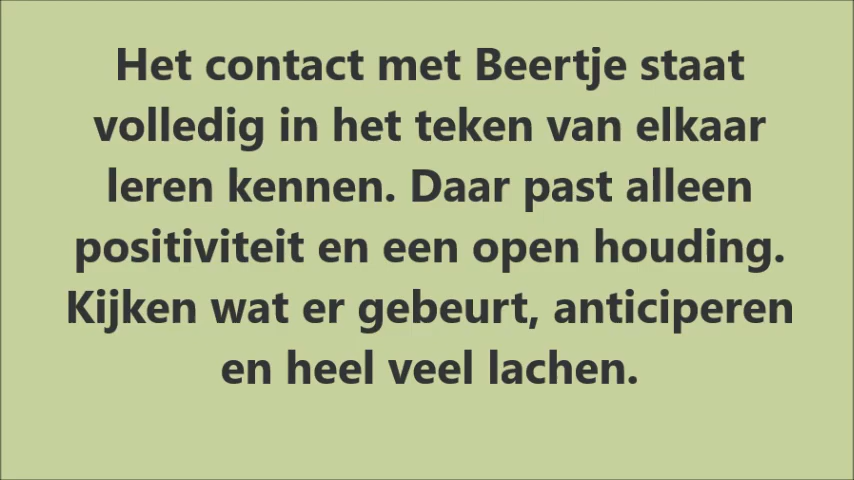 Het contact met Beertje staat
volledig in het teken van elkaar
leren kennen. Daar past alleen
positiviteit en een open houding.
Kijken wat er gebeurt, anticiperen
en heel veel lachen.